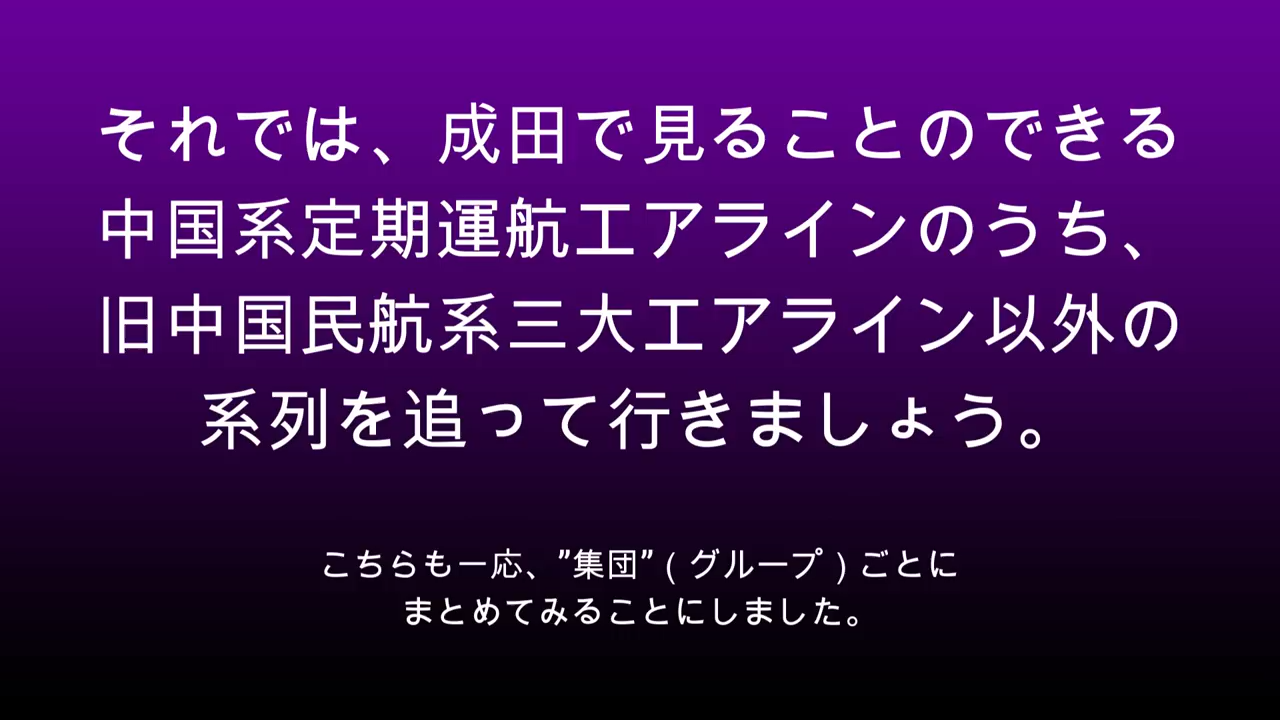 それでは、成田で見ることのできる
中国系定期運航エアラインのうち、
旧中国民航系三大エアライン以外の
系列を追って行きましょう。
こちらも一応、”集団”(グループ)ごとに
まとめてみることにしました。